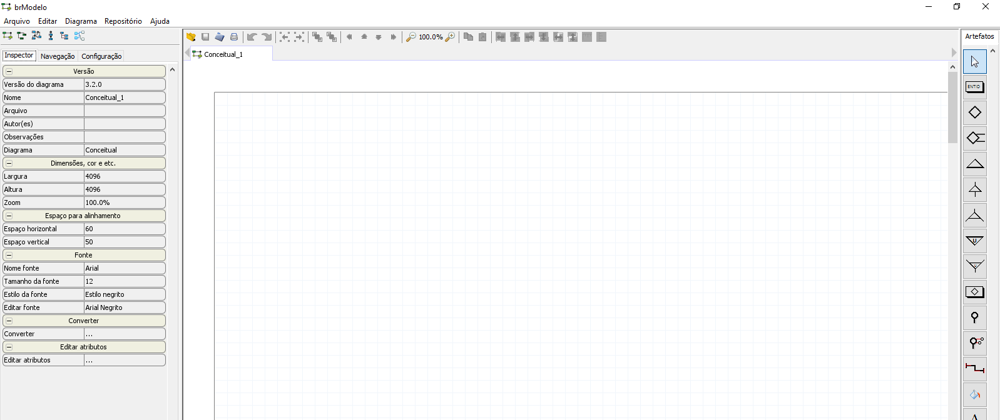 brModelo
Arquivo Editar Diagrama Repositório Ajuda
100.0%
Artefatos
Inspector Navegação Configuração
Conceitual_1
Versão
Versão do diagrama 3.2.0
Nome Conceitual_1
Arquivo
Autor(es)
Observações
Diagrama Conceitual
Dimensões, cor e etc.
Largura 4096
Altura 4096
Zoom 100.0%
Espaço para alinhamento
Espaço horizontal 60
Espaço vertical 50
Fonte
Nome fonte Arial
Tamanho da fonte 12
Estilo da fonte Estilo negrito
Editar fonte Arial Negrito
Converter
Converter ...
Editar atributos
Editar atributos ...
ENTID
U
U